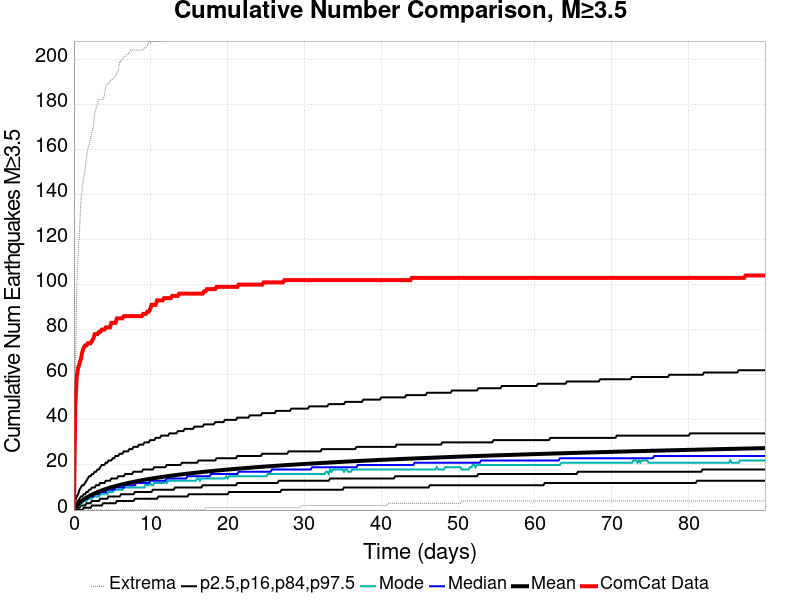 Cumulative Number Comparison, M≥3.5
Cumulative Num Earthquakes M≥3.5
200
180
160
140
120
100
80
60
40
20
0
0 10 20 30 40 50 60 70 80
Time (days)
Extrema p2.5,p16,p84,p97.5 Mode Median Mean ComCat Data